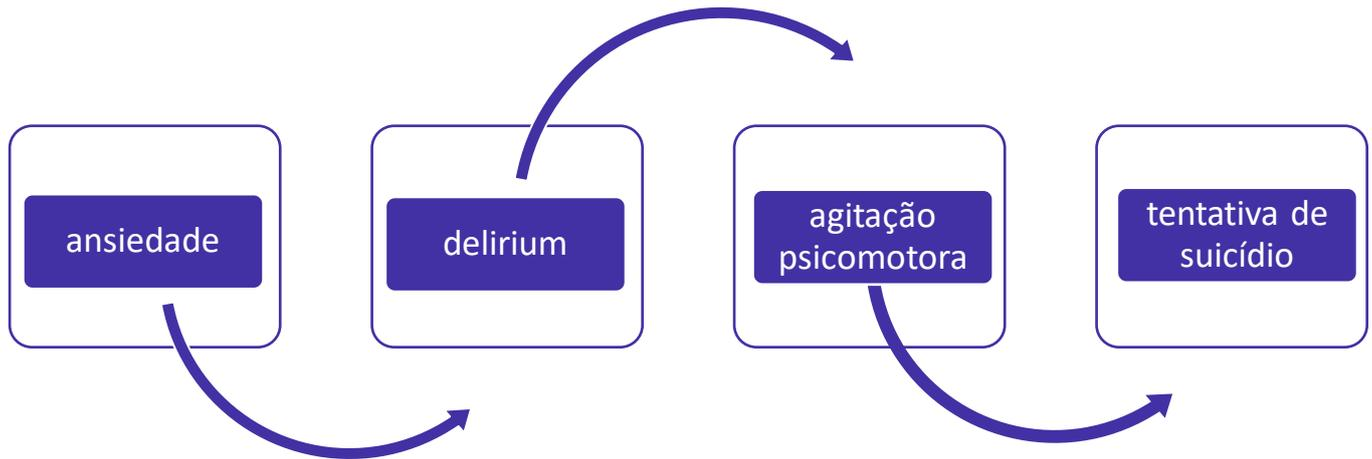 ansiedade
delirium
agitação
psicomotora
tentativa de
suicídio